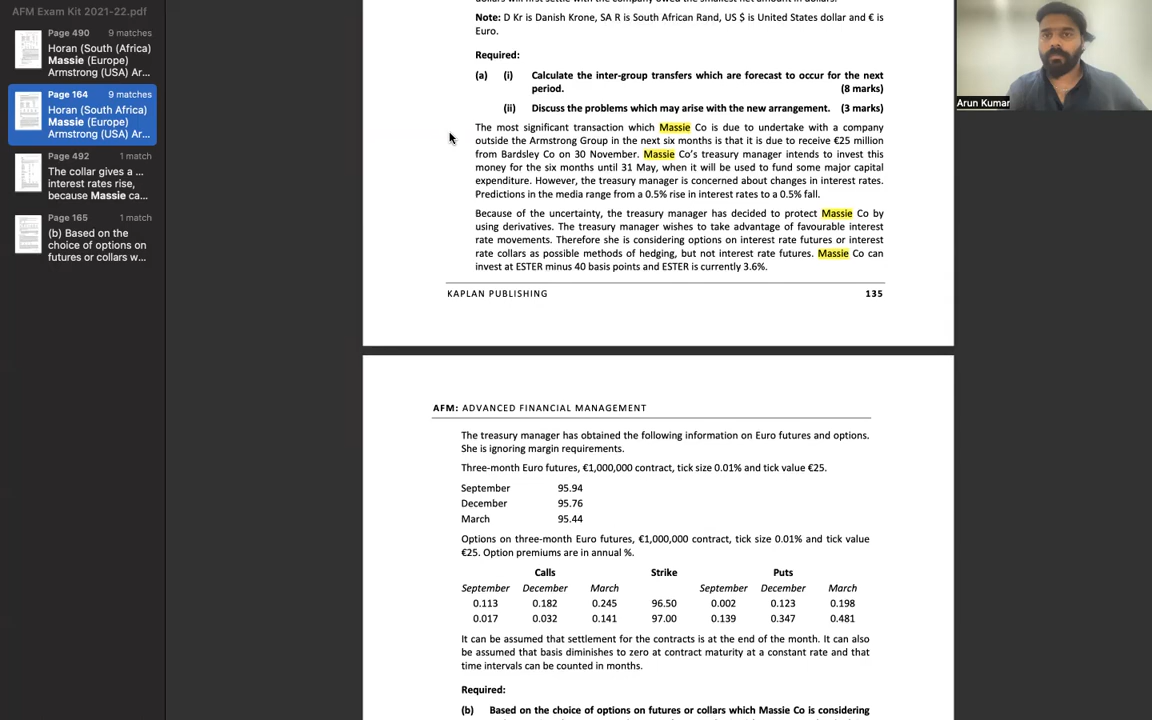 AFM Exam Kit 2021-22.pdf
Page 490 9 matches
Horan (South (Africa)
Massie (Europe)
Armstrong (USA) Ar...
Page 164 9 matches
Horan (South Africa)
Massie (Europe)
Armstrong (USA) Ar...
Page 492 1 match
The collar gives a ...
interest rates rise,
because Massie ca...
Page 165 1 match
(b) Based on the
choice of options on
futures or collars w...
Note: D Kr is Danish Krone, SA R is South African Rand, US $ is United States dollar and € is
Euro.
Required:
(a) (i) Calculate the inter-group transfers which are forecast to occur for the next
period. (8 marks)
(ii) Discuss the problems which may arise with the new arrangement. (3 marks)
The most significant transaction which Massie Co is due to undertake with a company
outside the Armstrong Group in the next six months is that it is due to receive €25 million
from Bardsley Co on 30 November. Massie Co's treasury manager intends to invest this
money for the six months until 31 May, when it will be used to fund some major capital
expenditure. However, the treasury manager is concerned about changes in interest rates.
Predictions in the media range from a 0.5% rise in interest rates to a 0.5% fall.
Because of the uncertainty, the treasury manager has decided to protect Massie Co by
using derivatives. The treasury manager wishes to take advantage of favourable interest
rate movements. Therefore she is considering options on interest rate futures or interest
rate collars as possible methods of hedging, but not interest rate futures. Massie Co can
invest at ESTER minus 40 basis points and ESTER is currently 3.6%.
KAPLAN PUBLISHING 135
AFM: ADVANCED FINANCIAL MANAGEMENT
The treasury manager has obtained the following information on Euro futures and options.
She is ignoring margin requirements.
Three-month Euro futures, €1,000,000 contract, tick size 0.01% and tick value €25.
September 95.94
December 95.76
March 95.44
Options on three-month Euro futures, €1,000,000 contract, tick size 0.01% and tick value
€25. Option premiums are in annual %.
Calls Strike Puts
September December March September December March
0.113 0.182 0.245 96.50 0.002 0.123 0.198
0.017 0.032 0.141 97.00 0.139 0.347 0.481
It can be assumed that settlement for the contracts is at the end of the month. It can also
be assumed that basis diminishes to zero at contract maturity at a constant rate and that
time intervals can be counted in months.
Required:
(b) Based on the choice of options on futures or collars which Massie Co is considering
Arun Kumar